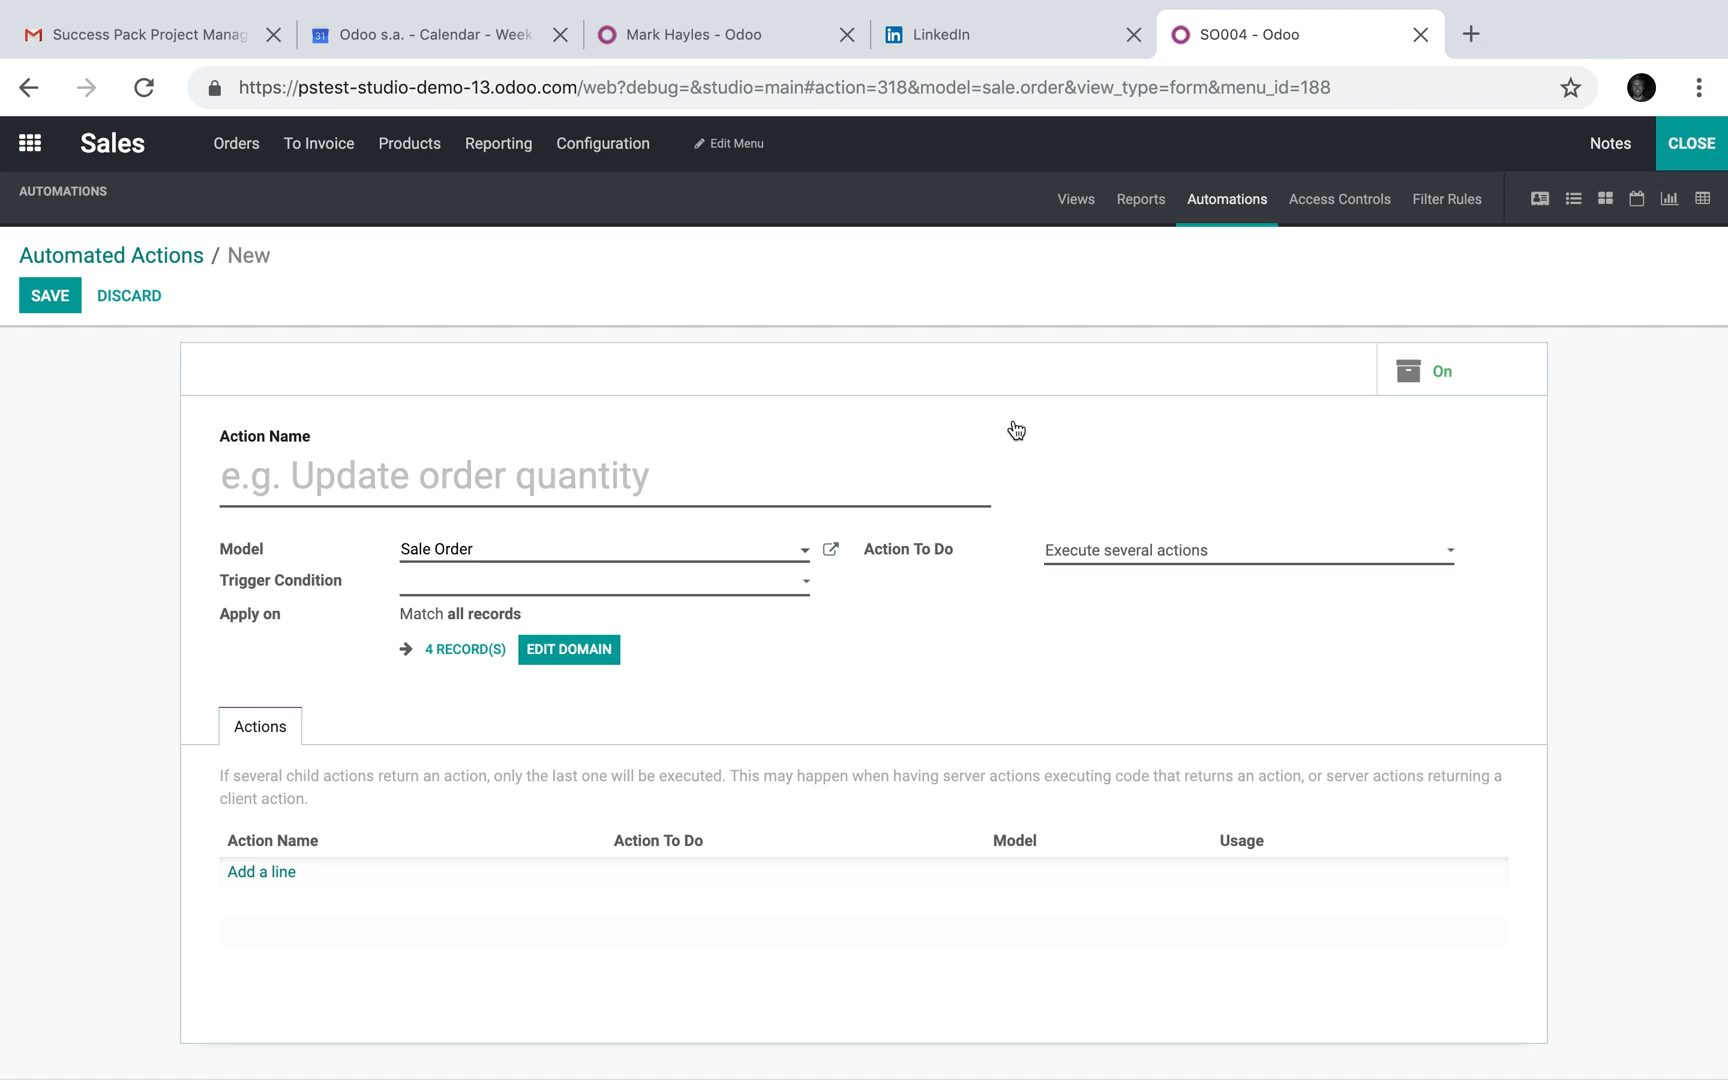 Success Pack Project Manag
Odoo s.a. - Calendar - Week
Mark Hayles - Odoo
LinkedIn
SO004 - Odoo
https://pstest-studio-demo-13.odoo.com/web?debug=&studio=main#action=318&model=sale.order&view_type=form&menu_id=188
Sales
Orders
To Invoice
Products
Reporting
Configuration
Edit Menu
Notes
CLOSE
AUTOMATIONS
Views
Reports
Automations
Access Controls
Filter Rules
Automated Actions / New
SAVE
DISCARD
On
Action Name
e.g. Update order quantity
Model
Sale Order
Action To Do
Execute several actions
Trigger Condition
Apply on
Match all records
4 RECORD(S)
EDIT DOMAIN
Actions
If several child actions return an action, only the last one will be executed. This may happen when having server actions executing code that returns an action, or server actions returning a
client action.
Action Name
Action To Do
Model
Usage
Add a line